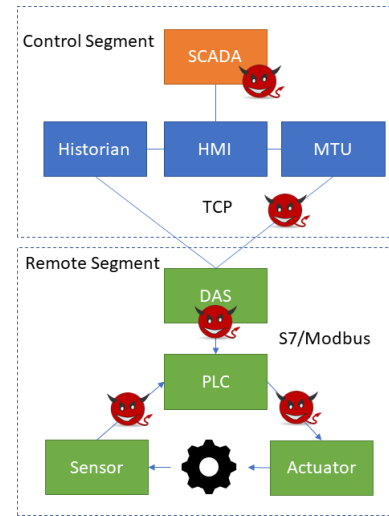 Control Segment
SCADA
Historian
HMI
MTU
TCP
Remote Segment
DAS
S7/Modbus
PLC
Sensor
Actuator